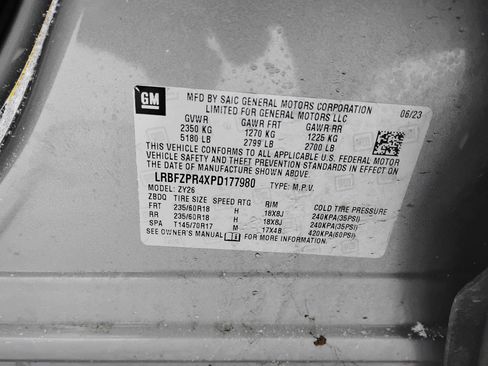 GM
MFD BY SAIC GENERAL MOTORS CORPORATION 06/23
LIMITED FOR GENERAL MOTORS LLC
GVWR GAWR FRT GAWR RR
2350 KG 1270 KG 1225 KG
5180 LB 2799 LB 2700 LB
THIS VEHICLE CONFORMS TO ALL APPLICABLE U.S. FEDERAL MOTOR
VEHICLE SAFETY AND THEFT PREVENTION STANDARDS IN EFFECT ON
THE DATE OF MANUFACTURE SHOWN ABOVE.
LRBFZPR4XPD177980 TYPE: M.P.V.
MODEL: ZY26
ZBDQ TIRE SIZE SPEED RTG RIM COLD TIRE PRESSURE
FRT 235/60R18 H 18X8J 240KPA(35PSI)
RR 235/60R18 H 18X8J 240KPA(35PSI)
SPA T145/70R17 M 17X4B 420KPA(60PSI)
SEE OWNER'S MANUAL FOR MORE INFORMATION.